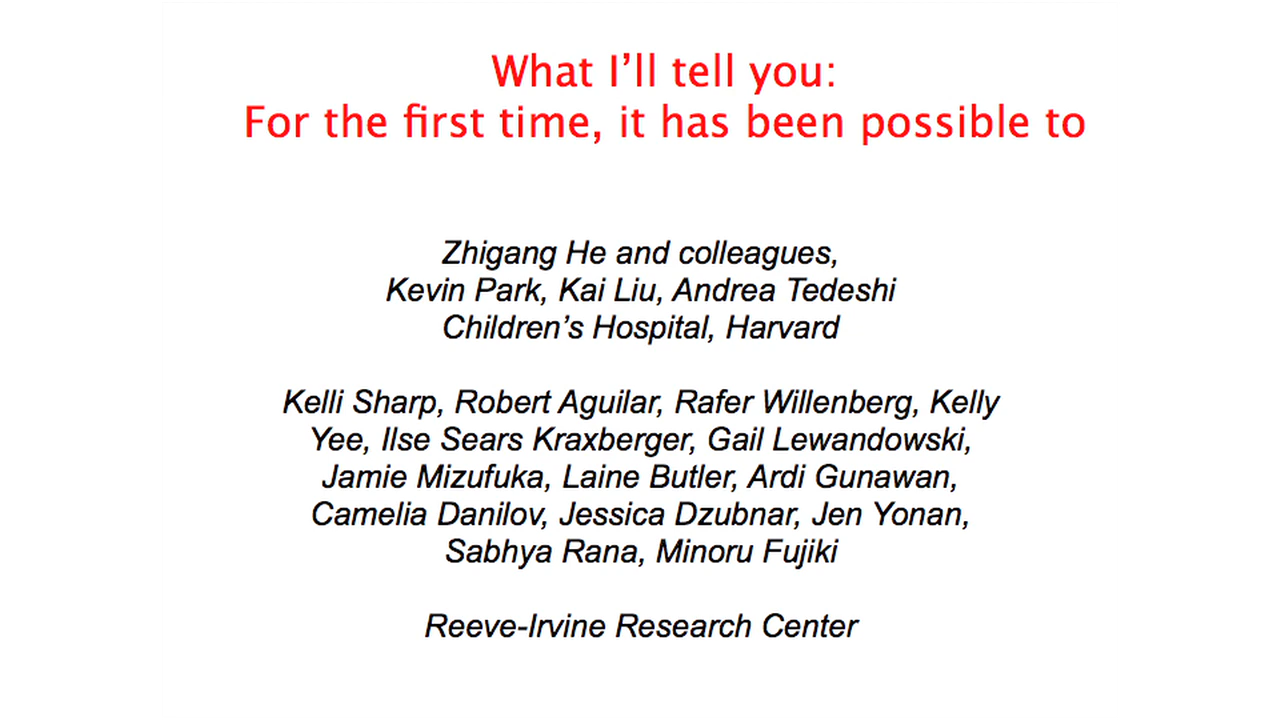 What I’ll tell you:
For the first time, it has been possible to
Zhigang He and colleagues,
Kevin Park, Kai Liu, Andrea Tedeshi
Children’s Hospital, Harvard
Kelli Sharp, Robert Aguilar, Rafer Willenberg, Kelly
Yee, Ilse Sears Kraxberger, Gail Lewandowski,
Jamie Mizufuka, Laine Butler, Ardi Gunawan,
Camelia Danilov, Jessica Dzubnar, Jen Yonan,
Sabhya Rana, Minoru Fujiki
Reeve-Irvine Research Center